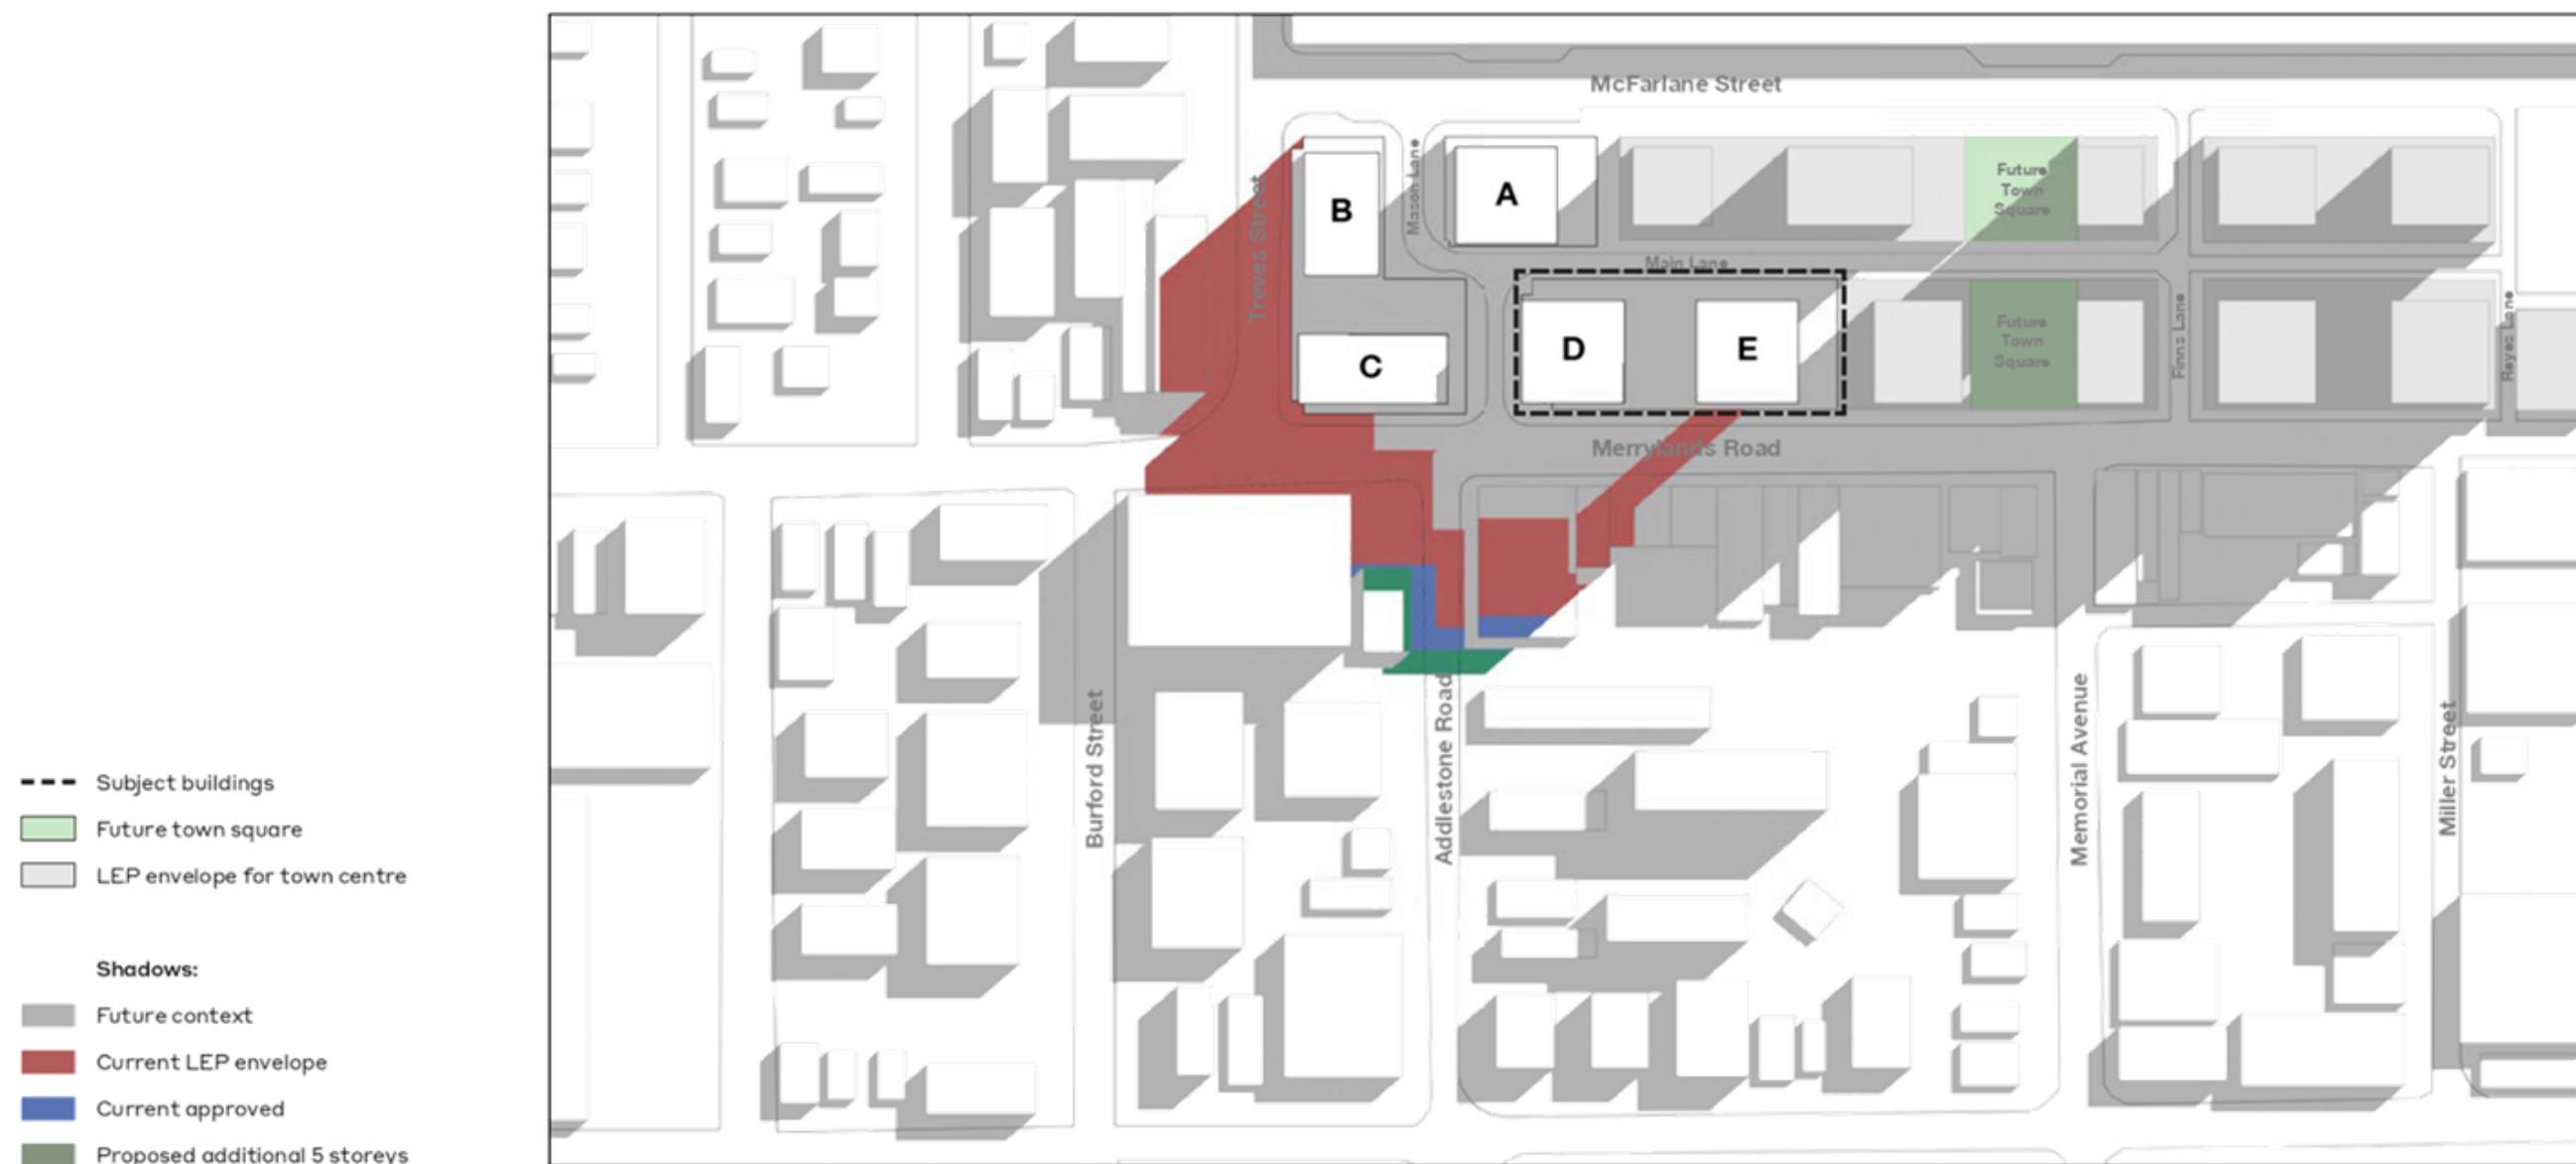 McFarlane Street
Treves Street
B
Mason Lane
A
Future
Town
Square
Main Lane
C
D
E
Future
Town
Square
Finns Lane
Reyes Lane
Merrylands Road
Burford Street
Addlestone Road
Memorial Avenue
Miller Street
Subject buildings
Future town square
LEP envelope for town centre
Shadows:
Future context
Current LEP envelope
Current approved
Proposed additional 5 storeys